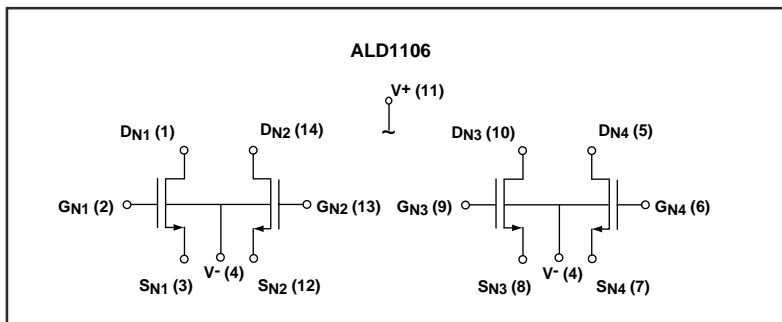 ALD1106
V+ (11)
~
DN1 (1) DN2 (14) DN3 (10) DN4 (5)
GN1 (2) GN2 (13) GN3 (9) GN4 (6)
V- (4) V- (4)
SN1 (3) SN2 (12) SN3 (8) SN4 (7)